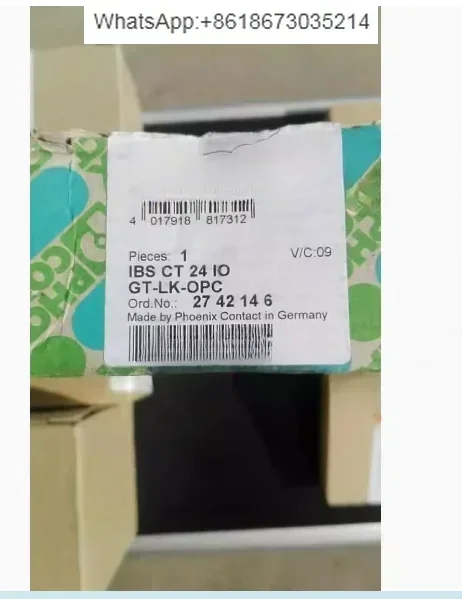 WhatsApp:+8618673035214
4 017918 817312
Pieces: 1 V/C:09
IBS CT 24 IO
GT-LK-OPC
Ord.No.: 27 42 14 6
Made by Phoenix Contact in Germany